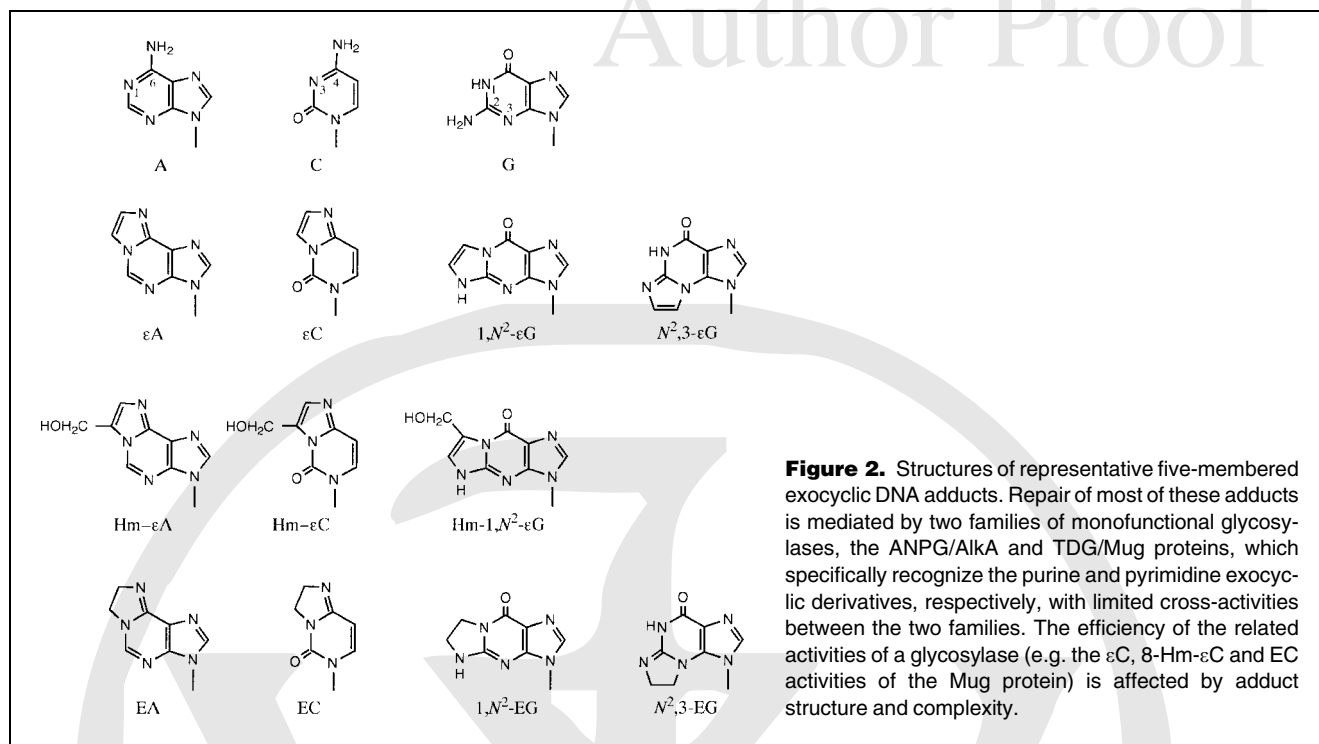 Author Proof
NH2
N
1
6
N
N
N
A
NH2
N
3
4
O
N
C
O
HN
2
3
N
H2N
N
N
G
N
N
N
N
N
εA
N
N
O
N
εC
O
N
N
N
H
N
N
1,N²-εG
O
HN
N
N
N
N
N²,3-εG
HOH2C
N
N
N
N
N
Hm–εA
HOH2C
N
N
O
N
Hm–εC
HOH2C
O
N
N
N
H
N
N
Hm-1,N²-εG
N
N
N
N
N
EA
N
N
O
N
EC
O
N
N
N
H
N
N
1,N²-EG
O
HN
N
N
N
N
N²,3-EG
Figure 2. Structures of representative five-membered
exocyclic DNA adducts. Repair of most of these adducts
is mediated by two families of monofunctional glycosy-
lases, the ANPG/AlkA and TDG/Mug proteins, which
specifically recognize the purine and pyrimidine exocyc-
lic derivatives, respectively, with limited cross-activities
between the two families. The efficiency of the related
activities of a glycosylase (e.g. the εC, 8-Hm-εC and EC
activities of the Mug protein) is affected by adduct
structure and complexity.